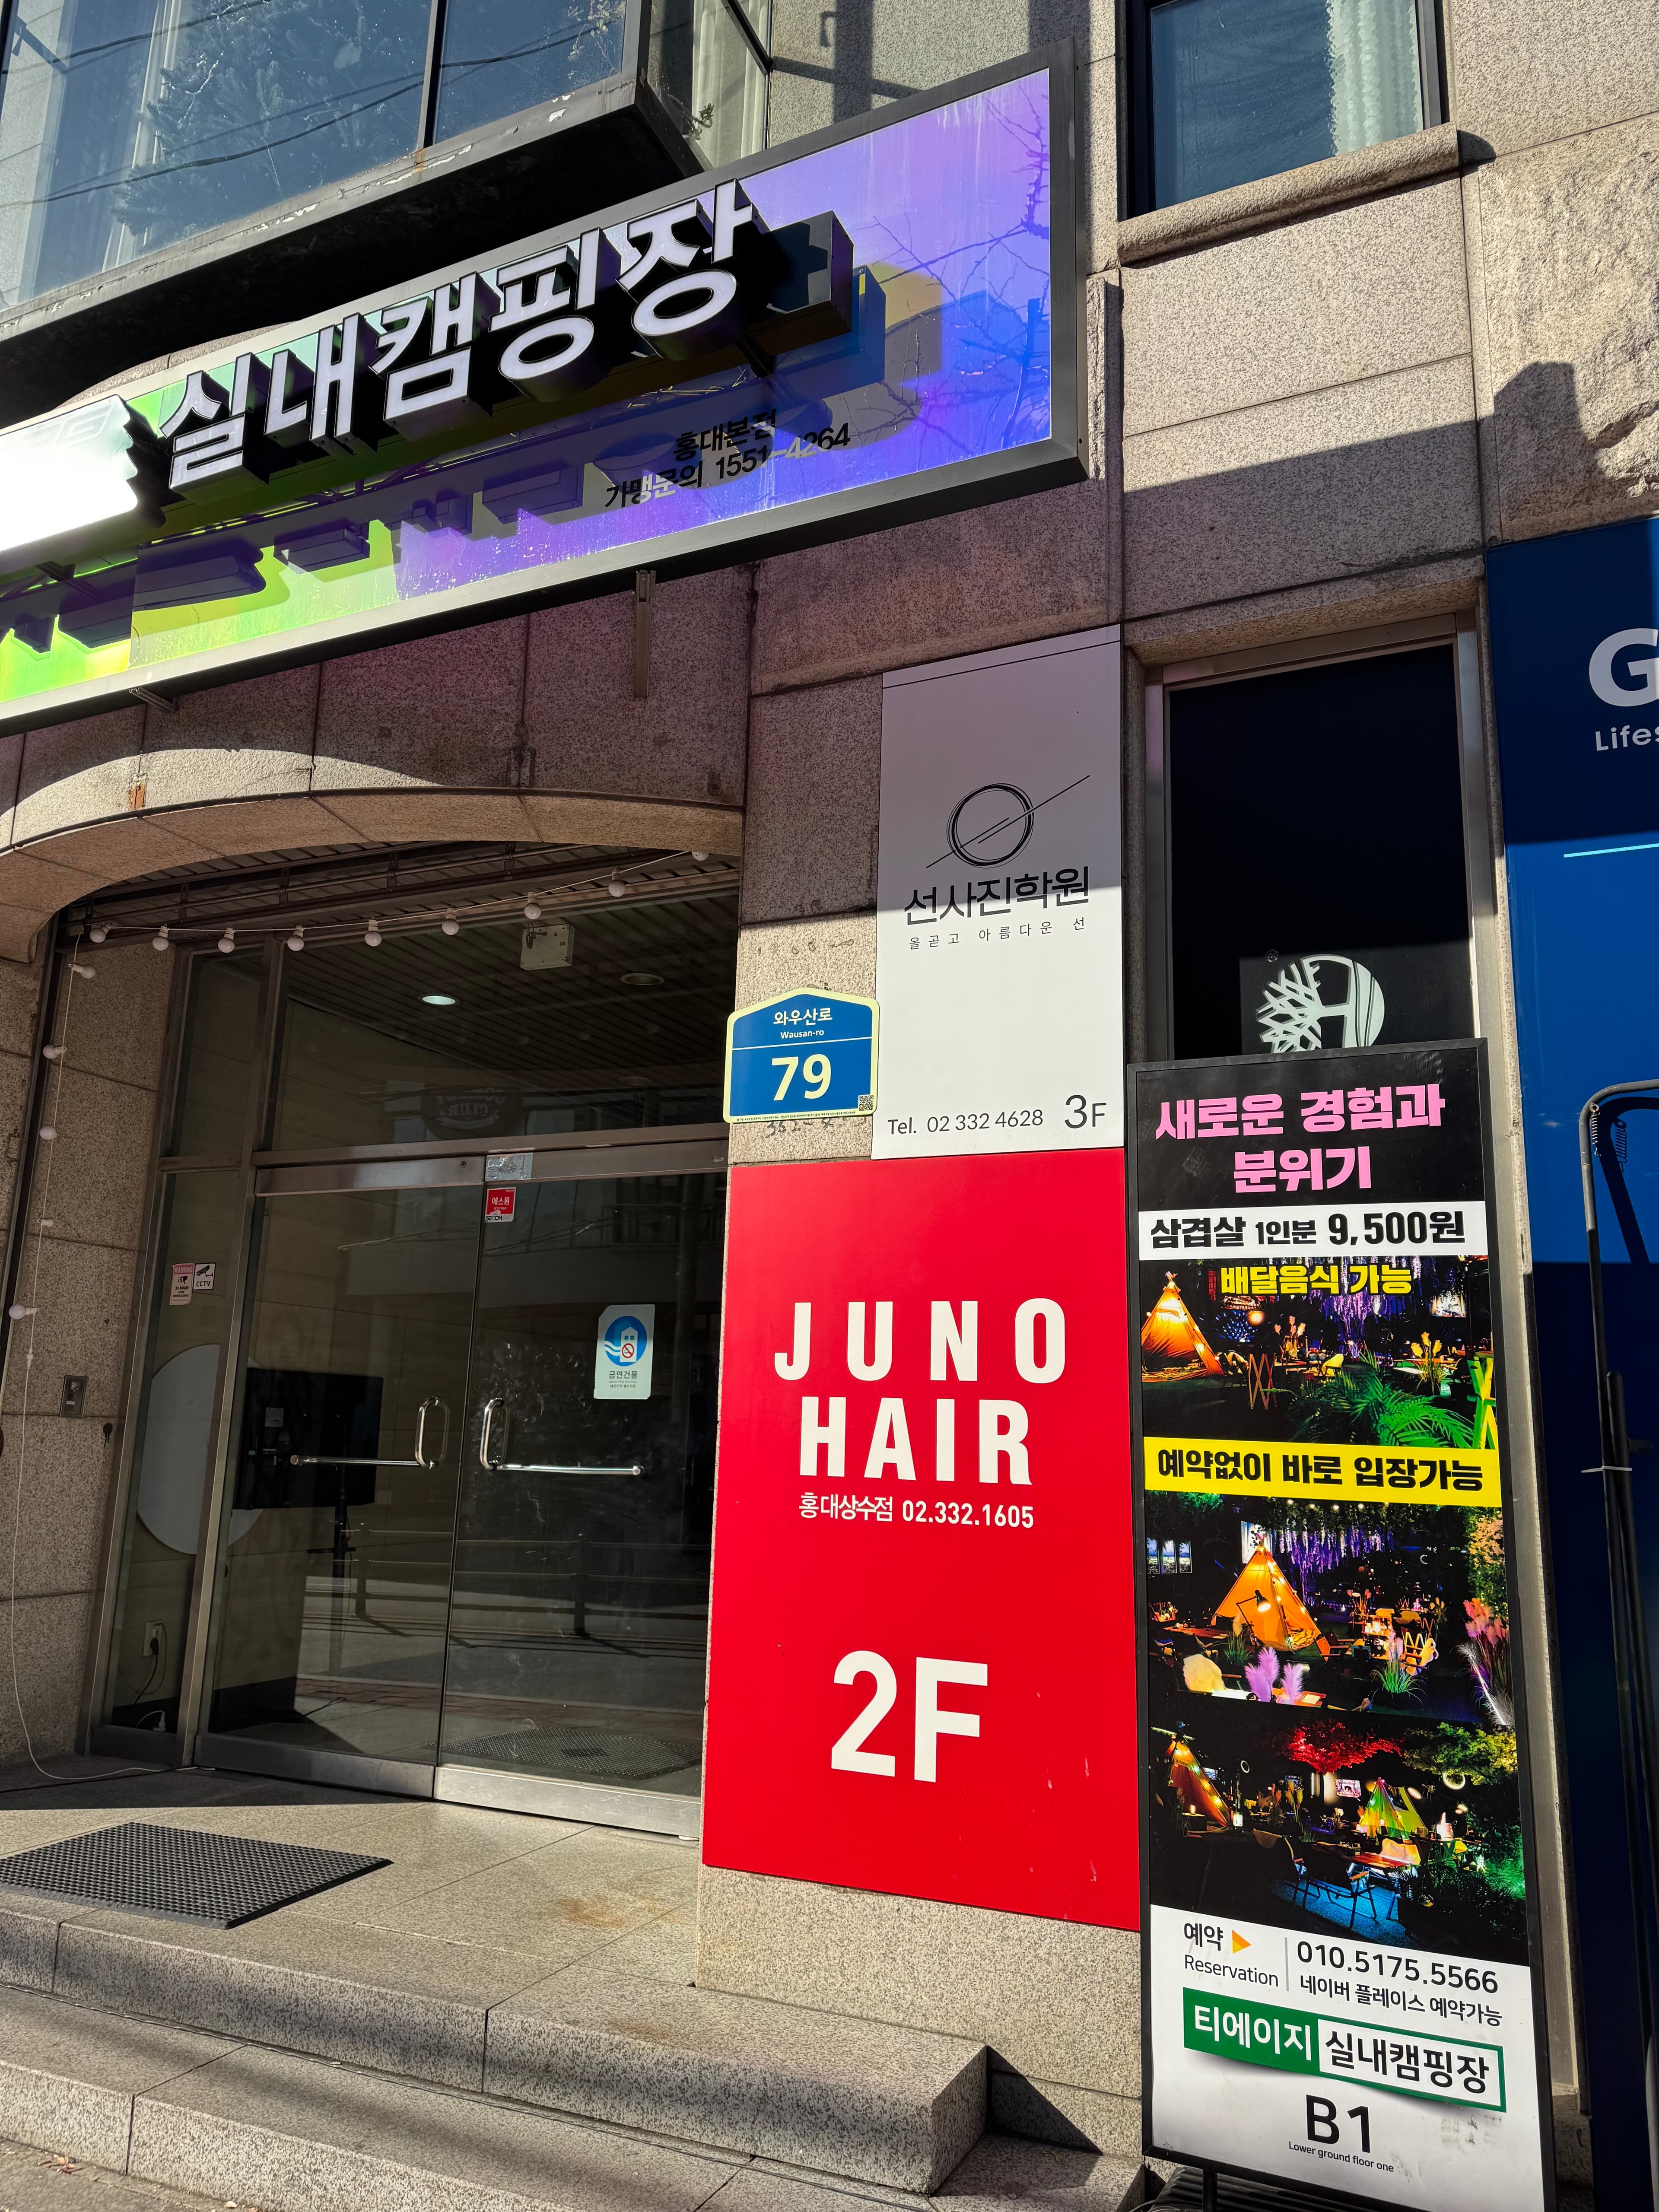 실내캠핑장
홍대본점
가맹문의 1551-4264
G
Lifes
선사진학원
올곧고 아름다운 선
Tel. 02 332 4628 3F
와우산로
Wausan-ro
79
JUNO
HAIR
홍대상수점 02.332.1605
2F
에스원
SECOM
WARNING
CCTV
금연건물
새로운 경험과
분위기
삼겹살 1인분 9,500원
배달음식 가능
예약없이 바로 입장가능
예약
Reservation
010.5175.5566
네이버 플레이스 예약가능
티에이지 실내캠핑장
B1
Lower ground floor one